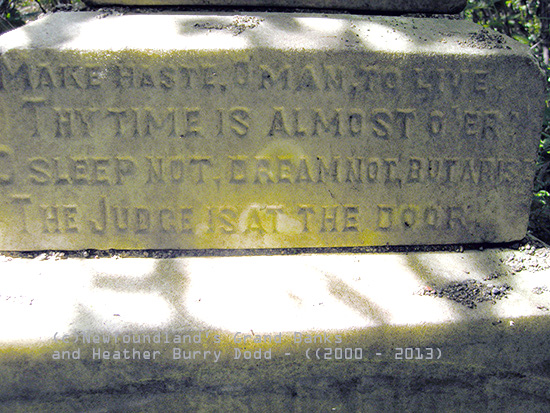 MAKE HASTE, O MAN, TO LIVE,
THY TIME IS ALMOST O'ER;
O SLEEP NOT, DREAM NOT, BUT ARISE
THE JUDGE IS AT THE DOOR.
(c)Newfoundland's Grand Banks
and Heather Burry Dodd - ((2000 - 2013)